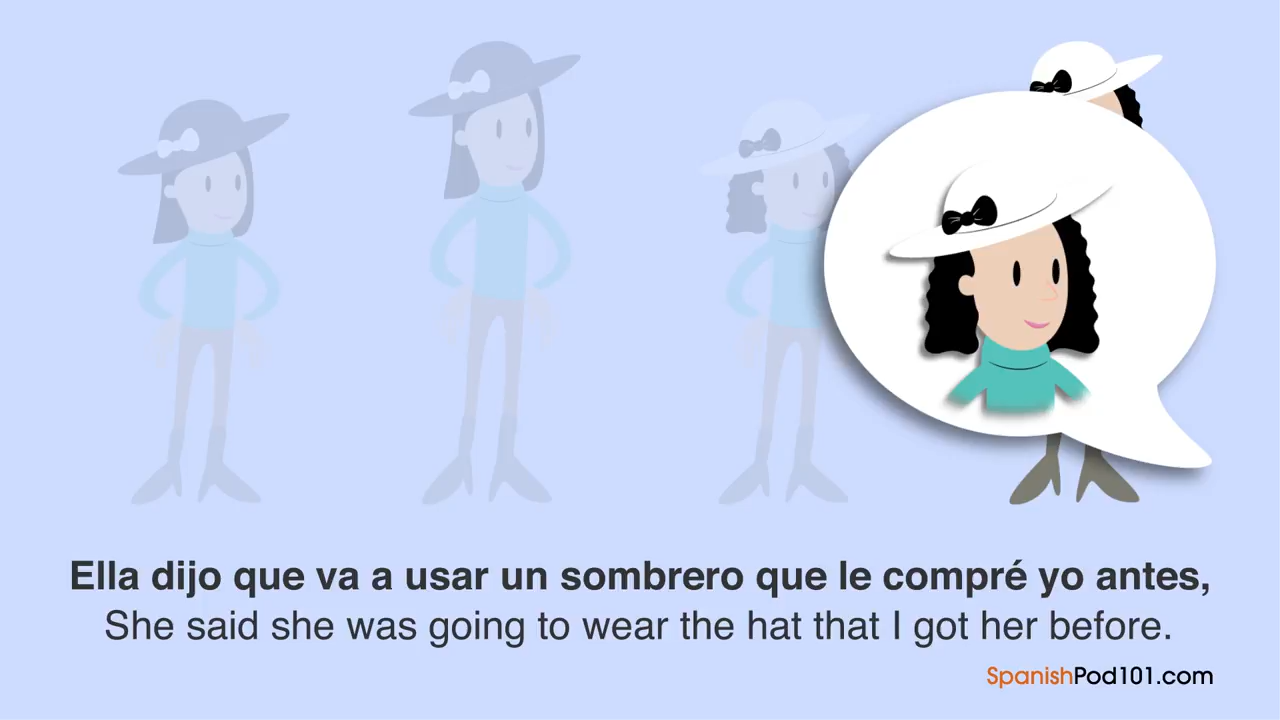 Ella dijo que va a usar un sombrero que le compré yo antes,
She said she was going to wear the hat that I got her before.
SpanishPod101.com